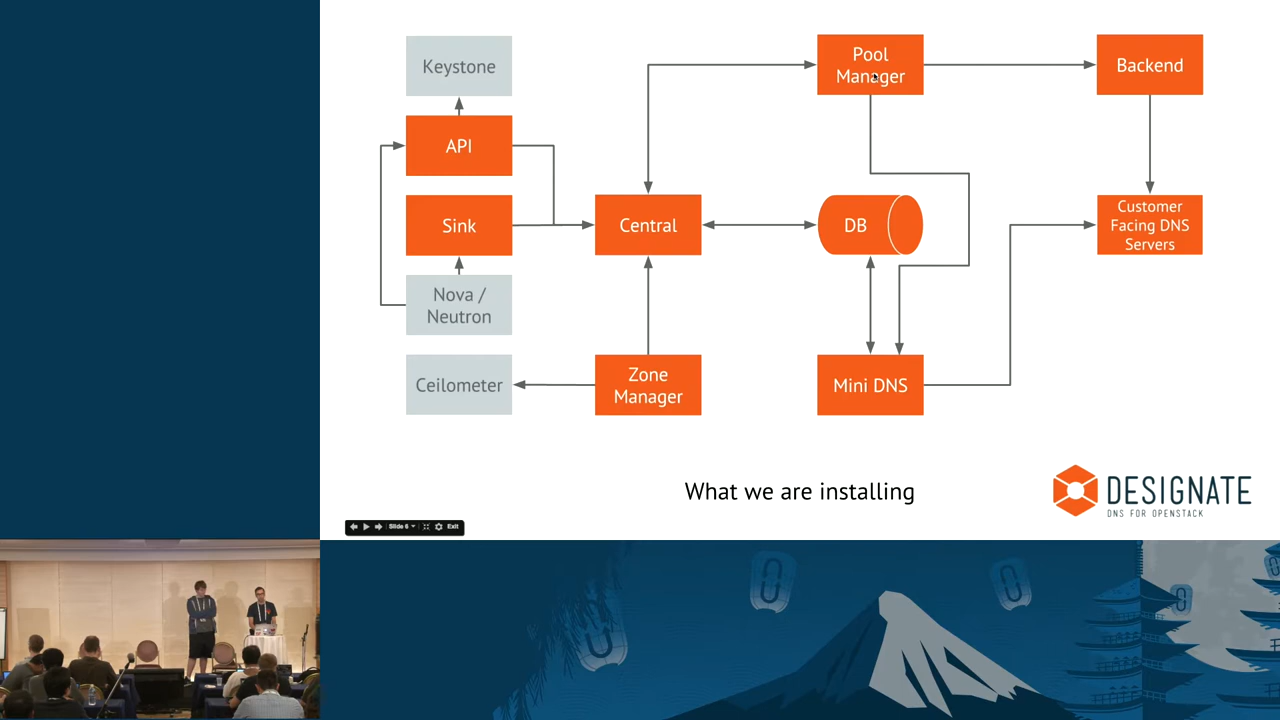 Keystone
API
Sink
Nova /
Neutron
Ceilometer
Central
Zone
Manager
Pool
Manager
DB
Mini DNS
Backend
Customer
Facing DNS
Servers
What we are installing
DESIGNATE
DNS FOR OPENSTACK
Slide 6
Exit